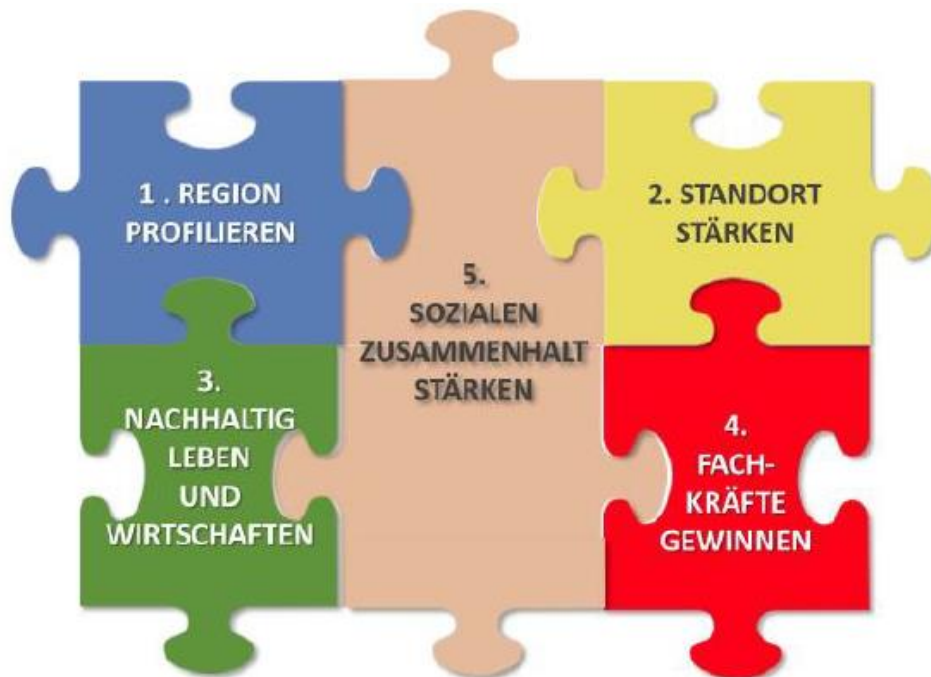 1 . REGION
PROFILIEREN
2. STANDORT
STÄRKEN
3.
NACHHALTIG
LEBEN
UND
WIRTSCHAFTEN
4.
FACH-
KRÄFTE
GEWINNEN
5.
SOZIALEN
ZUSAMMENHALT
STÄRKEN